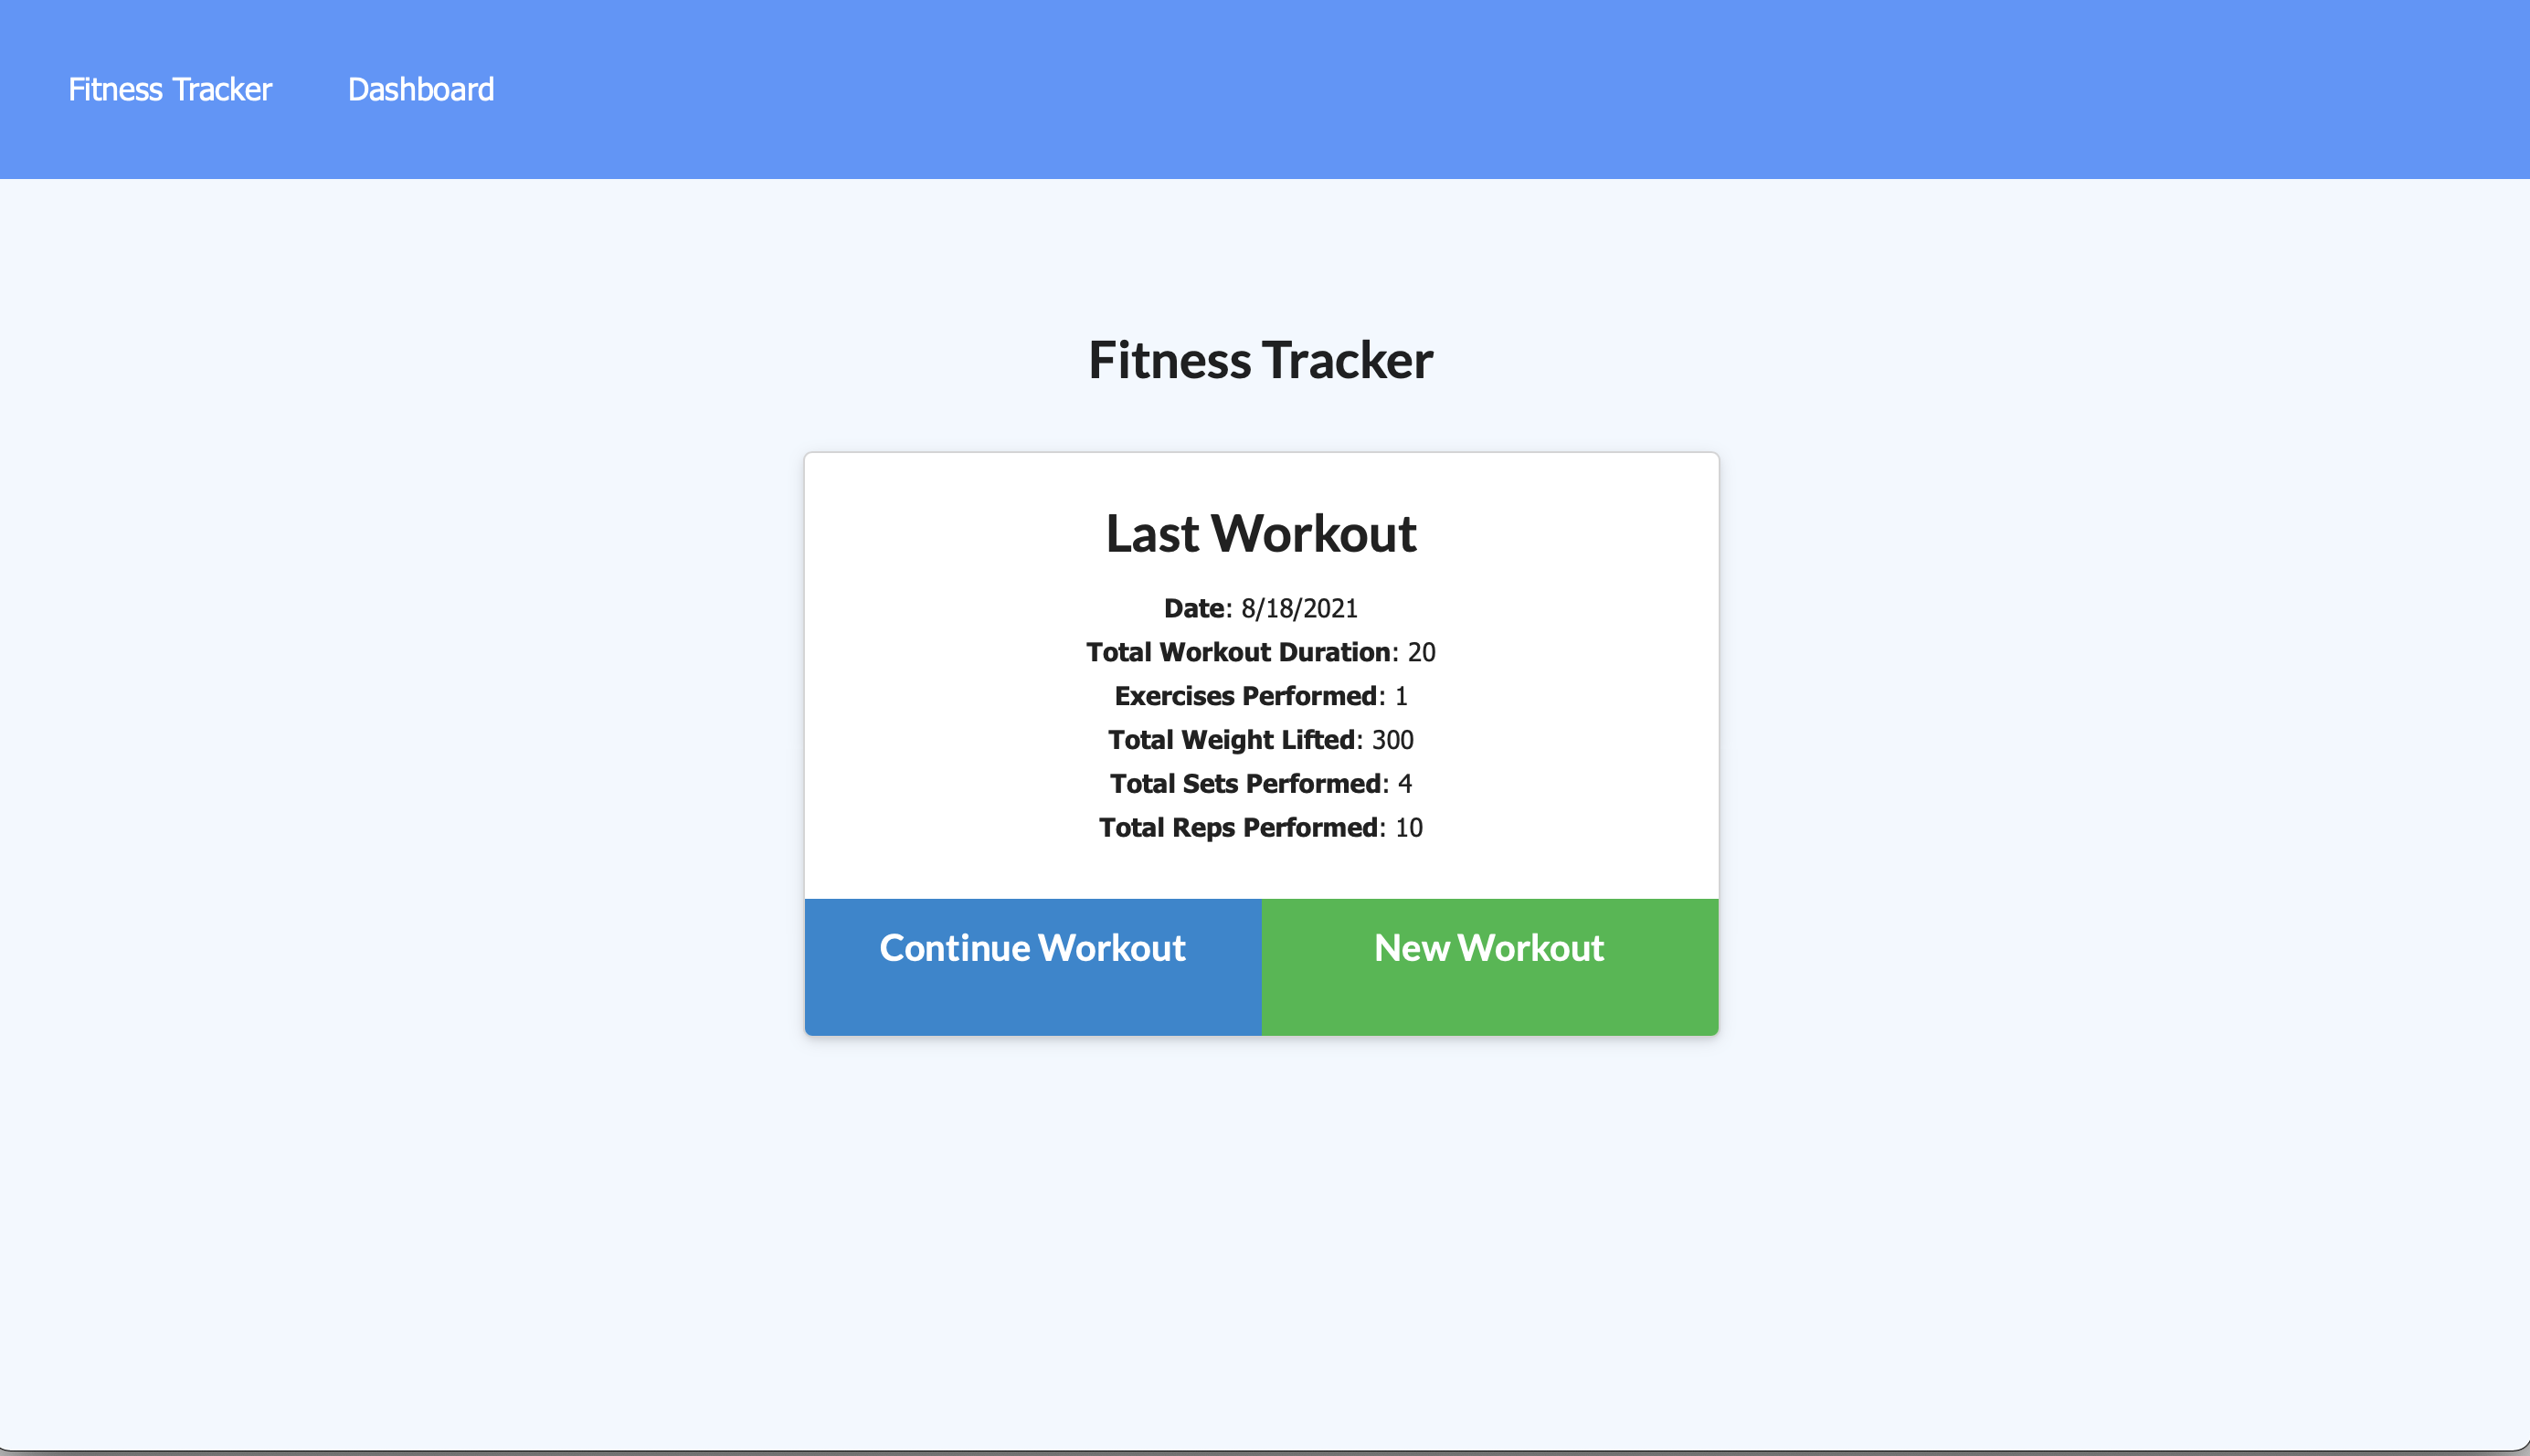 Fitness Tracker Dashboard
Fitness Tracker
Last Workout
Date: 8/18/2021
Total Workout Duration: 20
Exercises Performed: 1
Total Weight Lifted: 300
Total Sets Performed: 4
Total Reps Performed: 10
Continue Workout New Workout